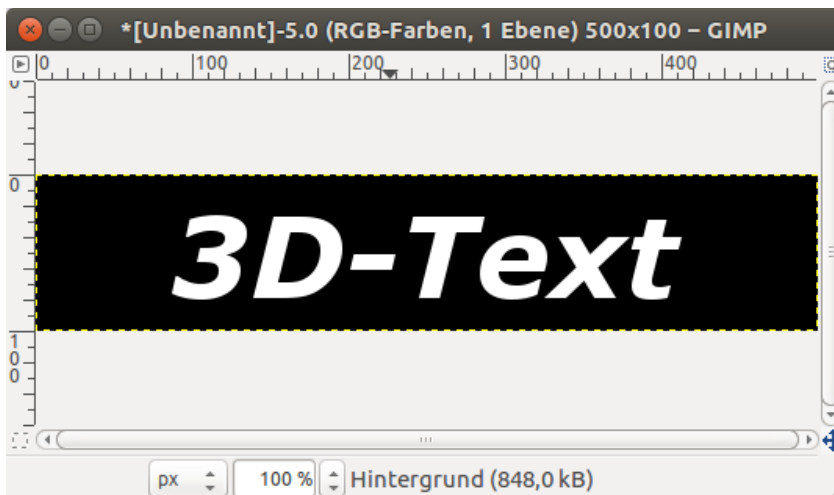 *[Unbenannt]-5.0 (RGB-Farben, 1 Ebene) 500x100 – GIMP
0 100 200 300 400
0
3D-Text
100
px 100 % Hintergrund (848,0 kB)